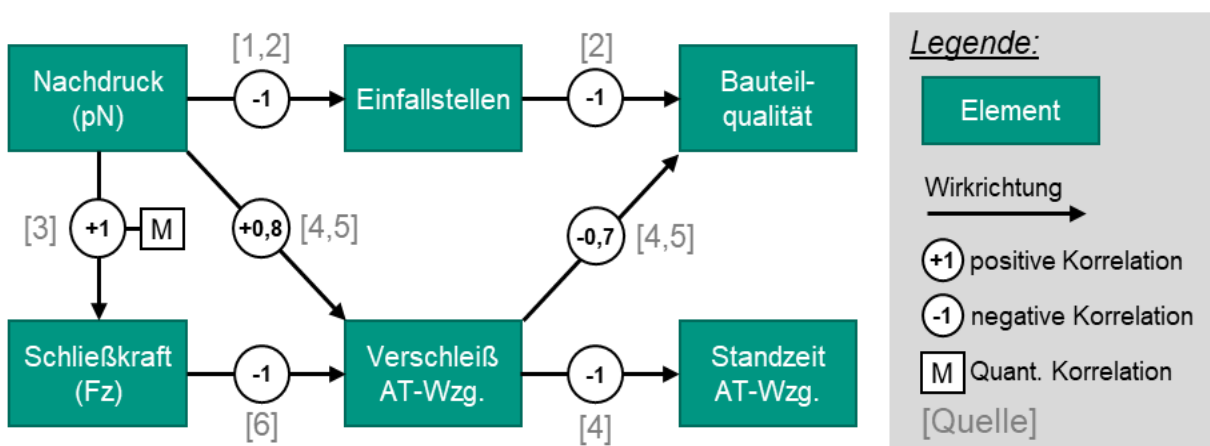 [1,2]
[2]
Nachdruck
(pN)
-1
Einfallstellen
-1
Bauteil-
qualität
[3]
+1
M
+0,8
[4,5]
-0,7
[4,5]
Schließkraft
(Fz)
-1
[6]
Verschleiß
AT-Wzg.
-1
[4]
Standzeit
AT-Wzg.
Legende:
Element
Wirkrichtung
+1 positive Korrelation
-1 negative Korrelation
M Quant. Korrelation
[Quelle]